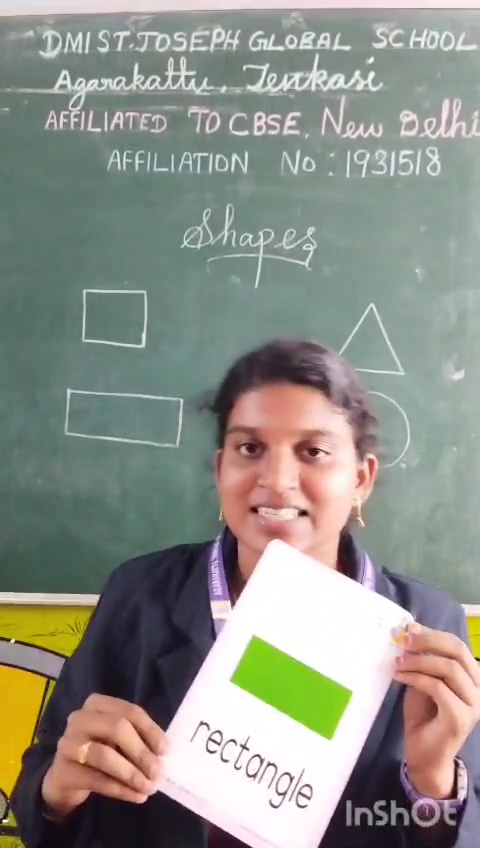 DMI ST. JOSEPH GLOBAL SCHOOL
Agarakattu, Tenkasi
AFFILIATED TO CBSE, New Delhi
AFFILIATION No : 1931518
Shapes
rectangle
InShOt